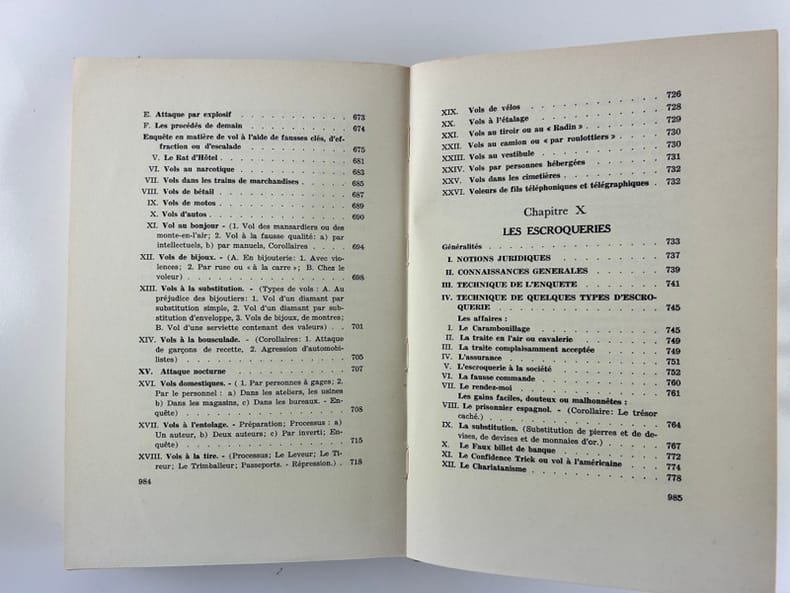 E. Attaque par explosif . . . . . . . . . . 673
F. Les procédés de demain . . . . . . . . . 674
Enquête en matière de vol à l'aide de fausses clés, d'ef-
fraction ou d'escalade . . . . . . . . . . 675
V. Le Rat d'Hôtel . . . . . . . . . . . 681
VI. Vols au narcotique . . . . . . . . . . 683
VII. Vols dans les trains de marchandises . . . . . . 685
VIII. Vols de bétail . . . . . . . . . . . 687
IX. Vols de motos . . . . . . . . . . . 689
X. Vols d'autos . . . . . . . . . . . . 690
XI. Vol au bonjour - (1. Vol des mansardiers ou des
monte-en-l'air; 2. Vol à la fausse qualité: a) par
intellectuels, b) par manuels, Corollaires . . . . 694
XII. Vols de bijoux. - (A. En bijouterie: 1. Avec vio-
lences; 2. Par ruse ou « à la carre »; B. Chez le
voleur) . . . . . . . . . . . . . 698
XIII. Vols à la substitution. - (Types de vols : A. Au
préjudice des bijoutiers: 1. Vol d'un diamant par
substitution simple, 2. Vol d'un diamant par sub-
stitution d'enveloppe, 3. Vols de bijoux, de montres;
B. Vol d'une serviette contenant des valeurs) . . 701
XIV. Vols à la bousculade. - (Corollaires: 1. Attaque
de garçons de recette, 2. Agression d'automobi-
listes) . . . . . . . . . . . . . 705
XV. Attaque nocturne . . . . . . . . . . 707
XVI. Vols domestiques. - ( 1. Par personnes à gages; 2.
Par le personnel : a) Dans les ateliers, les usines
b) Dans les magasins, c) Dans les bureaux. - En-
quête) . . . . . . . . . . . . . 708
XVII. Vols à l'entolage. - Préparation; Processus : a)
Un auteur, b) Deux auteurs; c) Par inverti; En-
quête) . . . . . . . . . . . . . 715
XVIII. Vols à la tire. - (Processus; Le Leveur; Le Ti-
reur; Le Trimballeur; Passeports. - Répression.) . 718
984
XIX. Vols de vélos . . . . . . . . . . . 726
XX. Vols à l'étalage . . . . . . . . . . 728
XXI. Vols au tiroir ou au « Radin » . . . . . . . 729
XXII. Vols au camion ou « par roulottiers » . . . . . 730
XXIII. Vols au vestibule . . . . . . . . . . 730
XXIV. Vols par personnes hébergées . . . . . . . 731
XXV. Vols dans les cimetières . . . . . . . . . 732
XXVI. Voleurs de fils téléphoniques et télégraphiques . . 732
Chapitre X
LES ESCROQUERIES
Généralités . . . . . . . . . . . . . 733
I. NOTIONS JURIDIQUES . . . . . . . . . 737
II. CONNAISSANCES GENERALES . . . . . . . 739
III. TECHNIQUE DE L'ENQUETE . . . . . . . 741
IV. TECHNIQUE DE QUELQUES TYPES D'ESCRO-
QUERIE . . . . . . . . . . . . . 745
Les affaires :
I. Le Carambouillage . . . . . . . . . . 745
II. La traite en l'air ou cavalerie . . . . . . . 749
III. La traite complaisamment acceptée . . . . . . 749
IV. L'assurance . . . . . . . . . . . . 751
V. L'escroquerie à la société . . . . . . . . 752
VI. La fausse commande . . . . . . . . . . 760
VII. Le rendez-moi . . . . . . . . . . . 761
Les gains faciles, douteux ou malhonnêtes :
VIII. Le prisonnier espagnol. - (Corollaire: Le trésor
caché.) . . . . . . . . . . . . . 764
IX. La substitution. (Substitution de pierres et de de-
vises, de devises et de monnaies d'or.) . . . . 767
X. Le Faux billet de banque . . . . . . . . 772
XI. Le Confidence Trick ou vol à l'américaine . . . . 774
XII. Le Charlatanisme . . . . . . . . . . 778
985